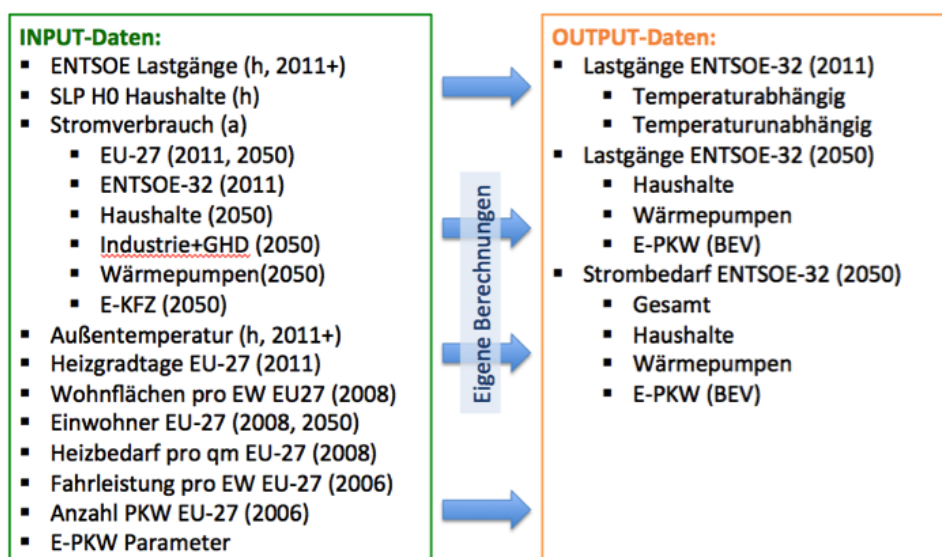 INPUT-Daten:
▪ ENTSOE Lastgänge (h, 2011+)
▪ SLP H0 Haushalte (h)
▪ Stromverbrauch (a)
▪ EU-27 (2011, 2050)
▪ ENTSOE-32 (2011)
▪ Haushalte (2050)
▪ Industrie+GHD (2050)
▪ Wärmepumpen(2050)
▪ E-KFZ (2050)
▪ Außentemperatur (h, 2011+)
▪ Heizgradtage EU-27 (2011)
▪ Wohnflächen pro EW EU27 (2008)
▪ Einwohner EU-27 (2008, 2050)
▪ Heizbedarf pro qm EU-27 (2008)
▪ Fahrleistung pro EW EU-27 (2006)
▪ Anzahl PKW EU-27 (2006)
▪ E-PKW Parameter
Eigene Berechnungen
OUTPUT-Daten:
▪ Lastgänge ENTSOE-32 (2011)
▪ Temperaturabhängig
▪ Temperaturunabhängig
▪ Lastgänge ENTSOE-32 (2050)
▪ Haushalte
▪ Wärmepumpen
▪ E-PKW (BEV)
▪ Strombedarf ENTSOE-32 (2050)
▪ Gesamt
▪ Haushalte
▪ Wärmepumpen
▪ E-PKW (BEV)